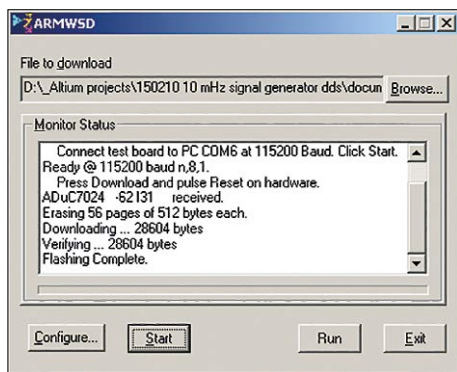 ARMWSD
File to download
D:\_Altium projects\150210 10 mHz signal generator dds\docum
Browse...
Monitor Status
Connect test board to PC COM6 at 115200 Baud. Click Start.
Ready @ 115200 baud n,8,1.
Press Download and pulse Reset on hardware.
ADuC7024 -62 I31 received.
Erasing 56 pages of 512 bytes each.
Downloading ... 28604 bytes
Verifying ... 28604 bytes
Flashing Complete.
Configure...
Start
Run
Exit